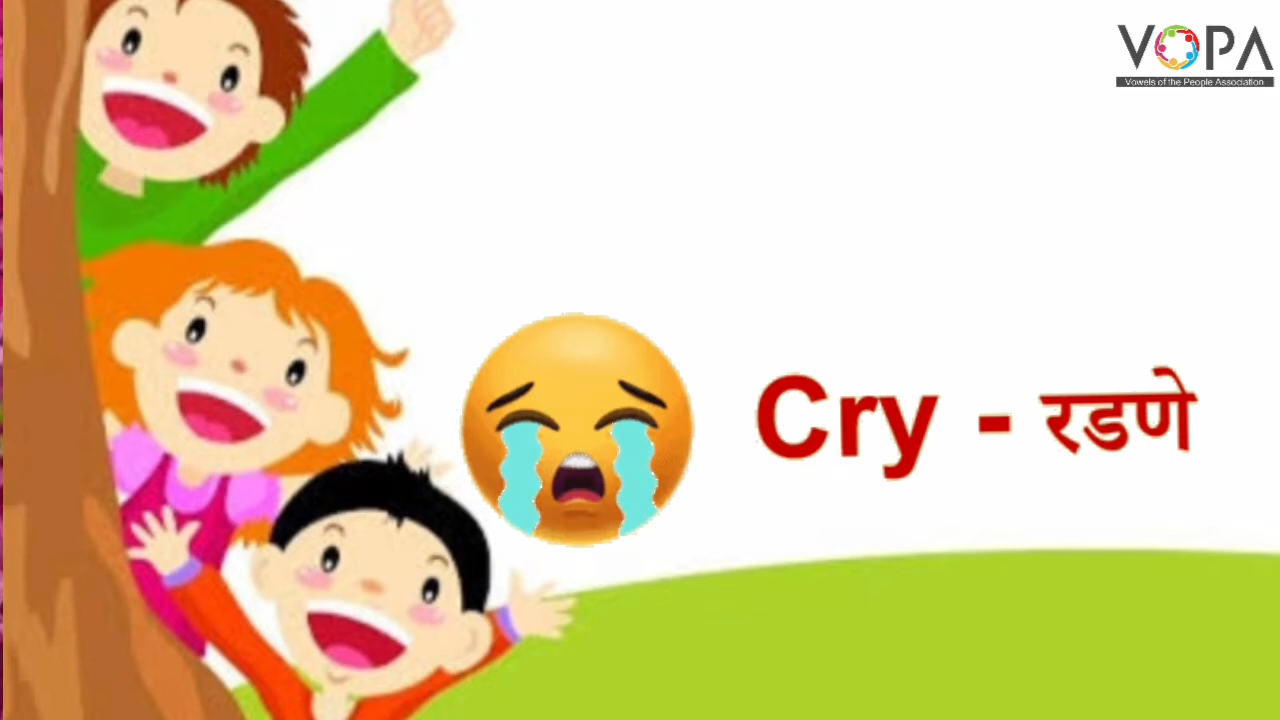 VOPA
Vowels of the People Association
Cry - रडणे